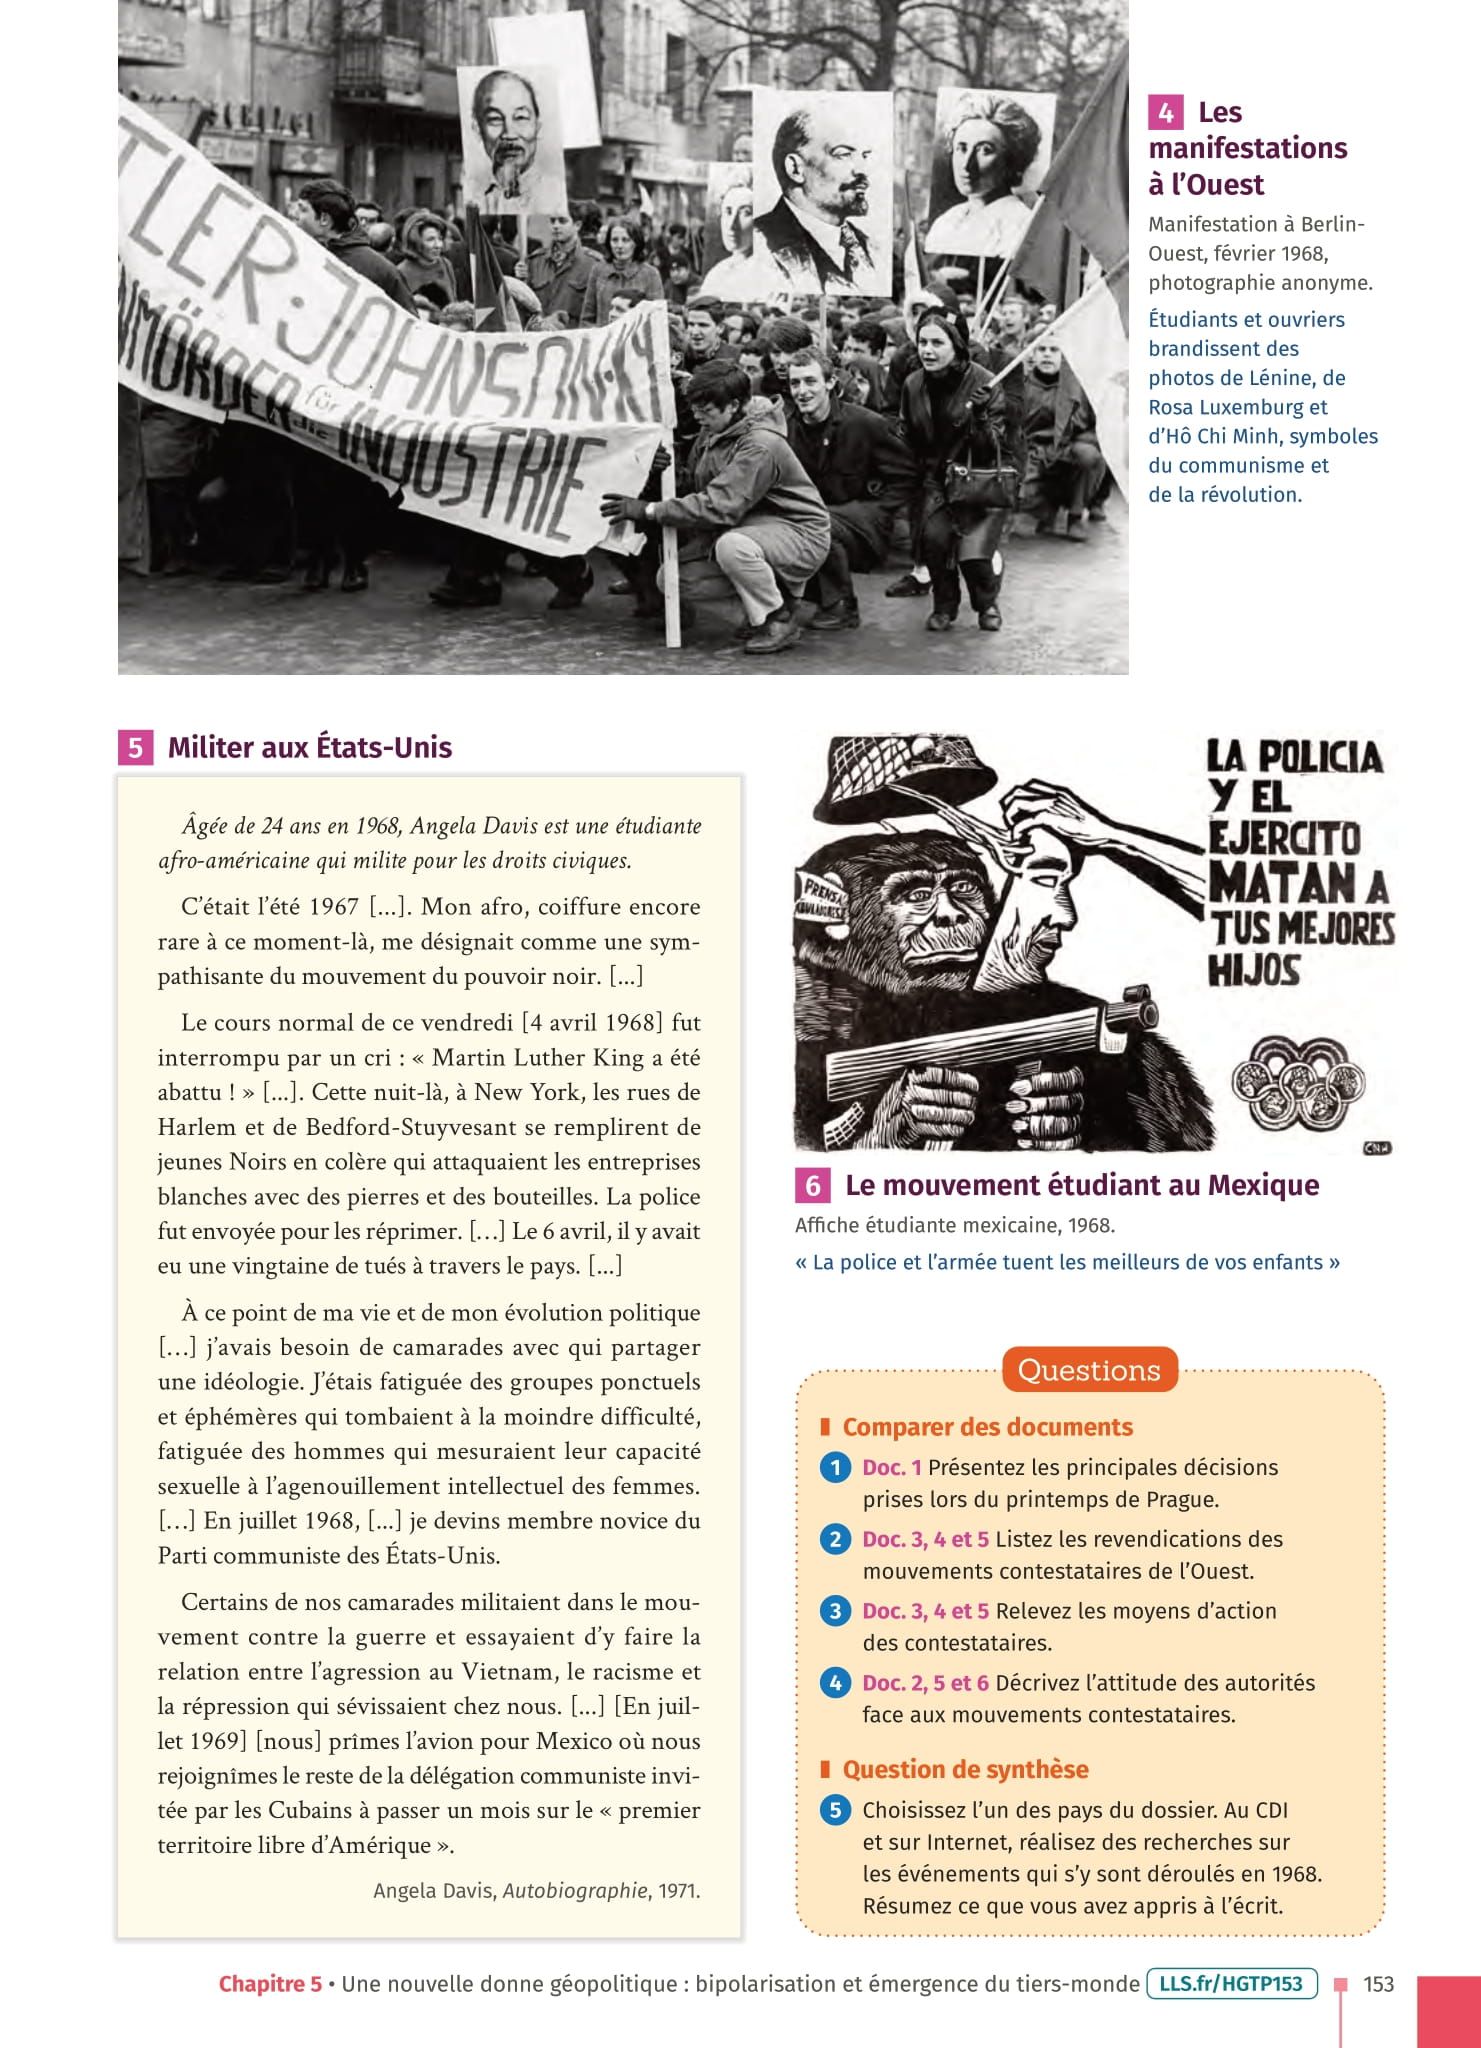 TLER·JOHNSON·KY
MÖRDER für die INDUSTRIE
4 Les
manifestations
à l’Ouest
Manifestation à Berlin-
Ouest, février 1968,
photographie anonyme.
Étudiants et ouvriers
brandissent des
photos de Lénine, de
Rosa Luxemburg et
d’Hô Chi Minh, symboles
du communisme et
de la révolution.
5 Militer aux États-Unis
Âgée de 24 ans en 1968, Angela Davis est une étudiante
afro-américaine qui milite pour les droits civiques.
C’était l’été 1967 [...]. Mon afro, coiffure encore
rare à ce moment-là, me désignait comme une sym-
pathisante du mouvement du pouvoir noir. [...]
Le cours normal de ce vendredi [4 avril 1968] fut
interrompu par un cri : « Martin Luther King a été
abattu ! » [...]. Cette nuit-là, à New York, les rues de
Harlem et de Bedford-Stuyvesant se remplirent de
jeunes Noirs en colère qui attaquaient les entreprises
blanches avec des pierres et des bouteilles. La police
fut envoyée pour les réprimer. […] Le 6 avril, il y avait
eu une vingtaine de tués à travers le pays. [...]
À ce point de ma vie et de mon évolution politique
[…] j’avais besoin de camarades avec qui partager
une idéologie. J’étais fatiguée des groupes ponctuels
et éphémères qui tombaient à la moindre difficulté,
fatiguée des hommes qui mesuraient leur capacité
sexuelle à l’agenouillement intellectuel des femmes.
[…] En juillet 1968, [...] je devins membre novice du
Parti communiste des États-Unis.
Certains de nos camarades militaient dans le mou-
vement contre la guerre et essayaient d’y faire la
relation entre l’agression au Vietnam, le racisme et
la répression qui sévissaient chez nous. [...] [En juil-
let 1969] [nous] prîmes l’avion pour Mexico où nous
rejoignîmes le reste de la délégation communiste invi-
tée par les Cubains à passer un mois sur le « premier
territoire libre d’Amérique ».
Angela Davis, Autobiographie, 1971.
LA POLICIA
Y EL
EJERCITO
MATAN A
TUS MEJORES
HIJOS
PRENSA
CNH
6 Le mouvement étudiant au Mexique
Affiche étudiante mexicaine, 1968.
« La police et l’armée tuent les meilleurs de vos enfants »
Questions
Comparer des documents
1 Doc. 1 Présentez les principales décisions
prises lors du printemps de Prague.
2 Doc. 3, 4 et 5 Listez les revendications des
mouvements contestataires de l’Ouest.
3 Doc. 3, 4 et 5 Relevez les moyens d’action
des contestataires.
4 Doc. 2, 5 et 6 Décrivez l’attitude des autorités
face aux mouvements contestataires.
Question de synthèse
5 Choisissez l’un des pays du dossier. Au CDI
et sur Internet, réalisez des recherches sur
les événements qui s’y sont déroulés en 1968.
Résumez ce que vous avez appris à l’écrit.
Chapitre 5 • Une nouvelle donne géopolitique : bipolarisation et émergence du tiers-monde LLS.fr/HGTP153 153